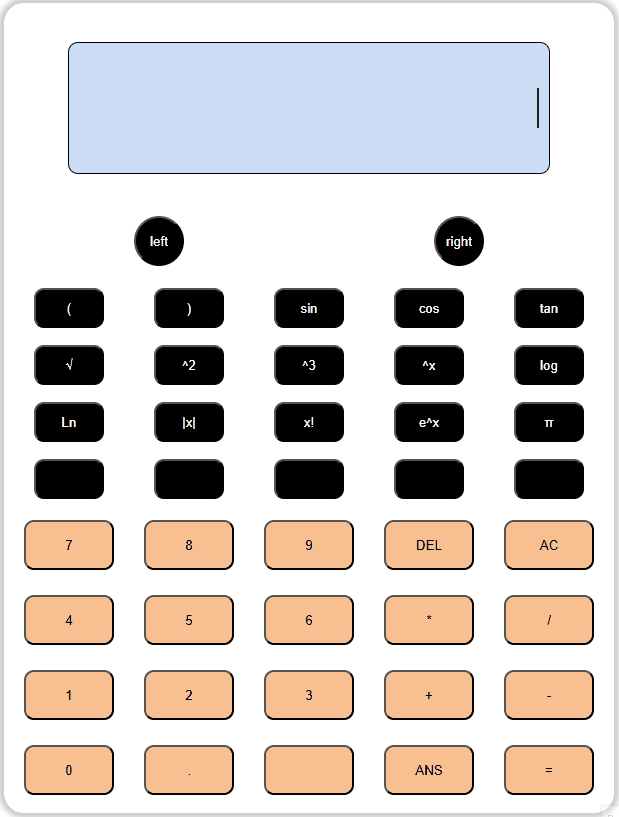 left right
( ) sin cos tan
√ ^2 ^3 ^x log
Ln |x| x! e^x π
7 8 9 DEL AC
4 5 6 * /
1 2 3 + -
0 . ANS =